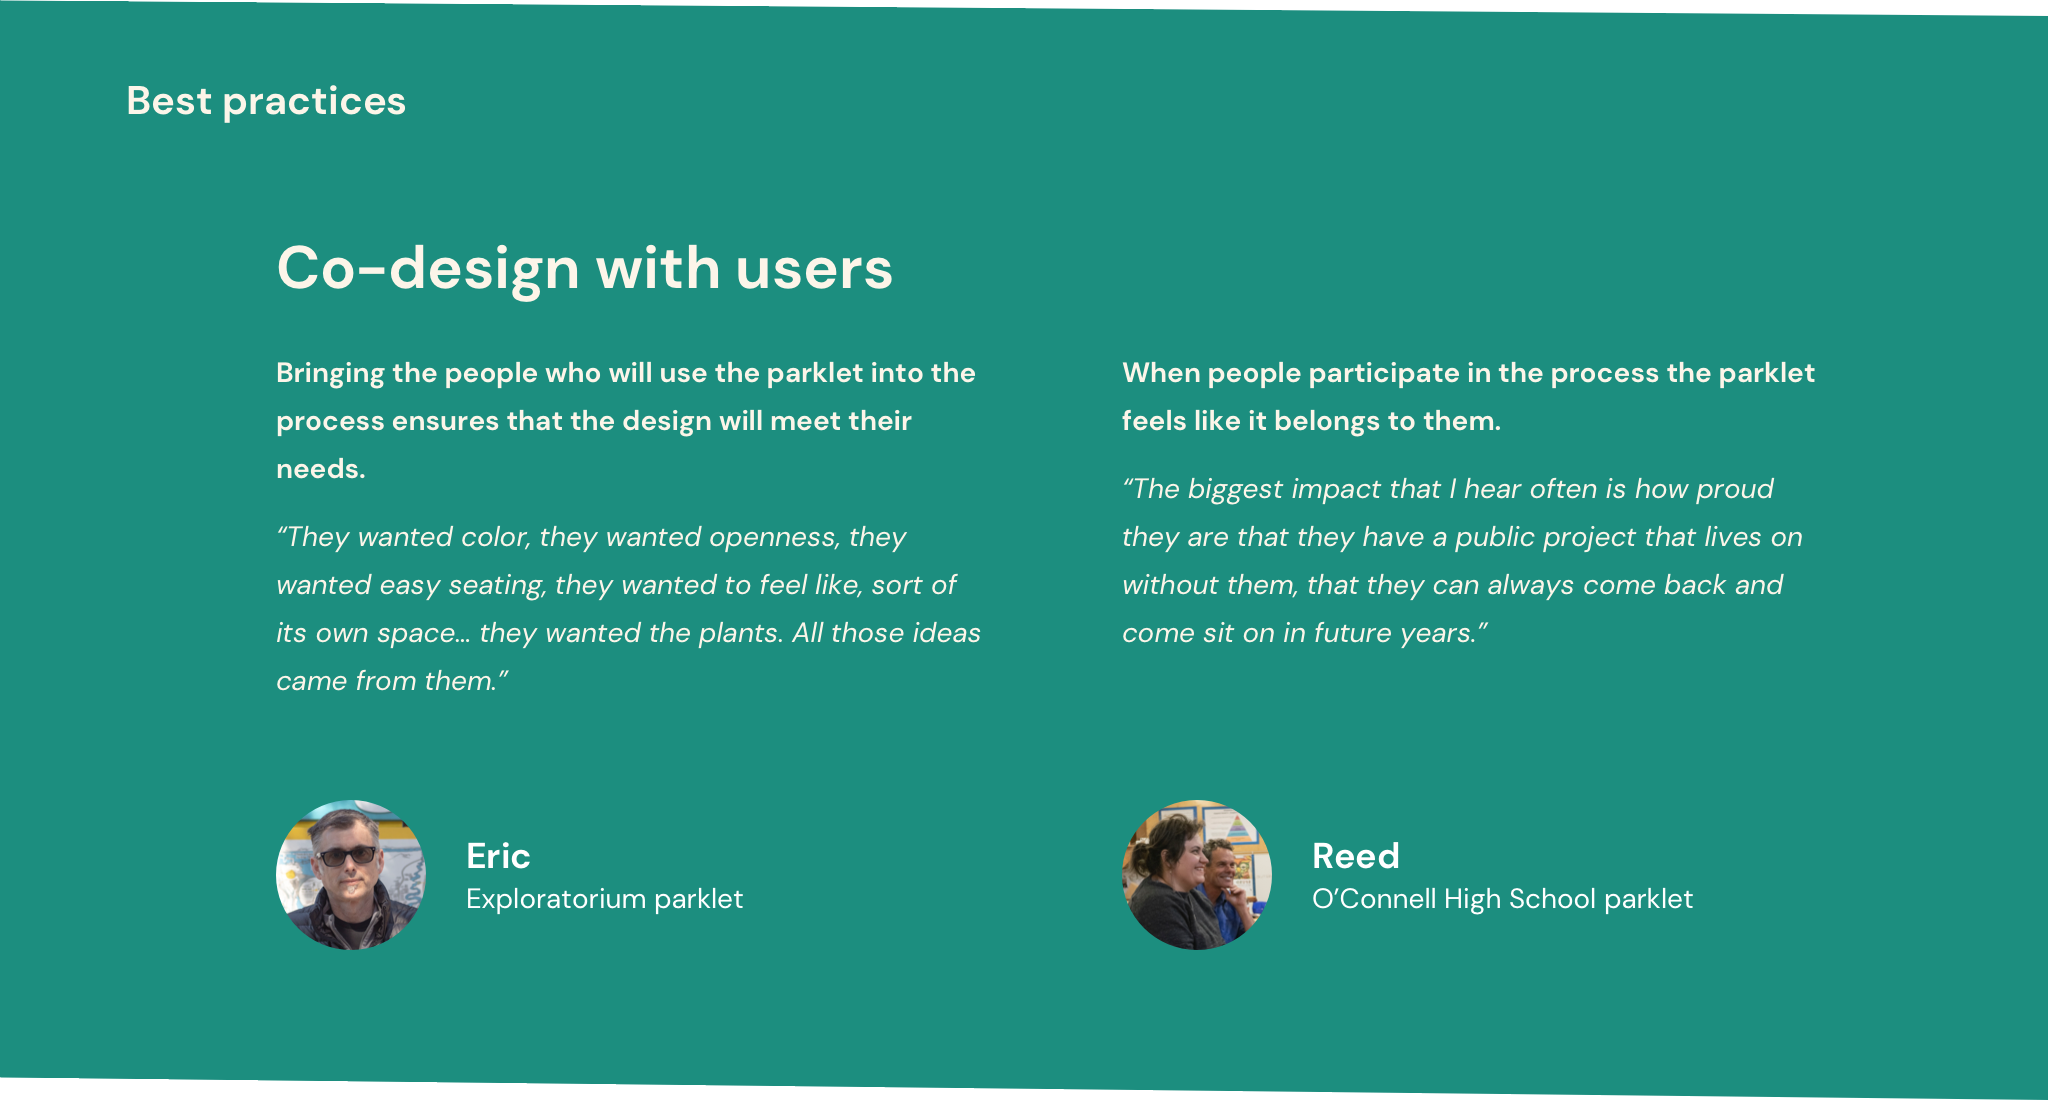 Best practices
Co-design with users
Bringing the people who will use the parklet into the
process ensures that the design will meet their
needs.
“They wanted color, they wanted openness, they
wanted easy seating, they wanted to feel like, sort of
its own space… they wanted the plants. All those ideas
came from them.”
Eric
Exploratorium parklet
When people participate in the process the parklet
feels like it belongs to them.
“The biggest impact that I hear often is how proud
they are that they have a public project that lives on
without them, that they can always come back and
come sit on in future years.”
Reed
O’Connell High School parklet